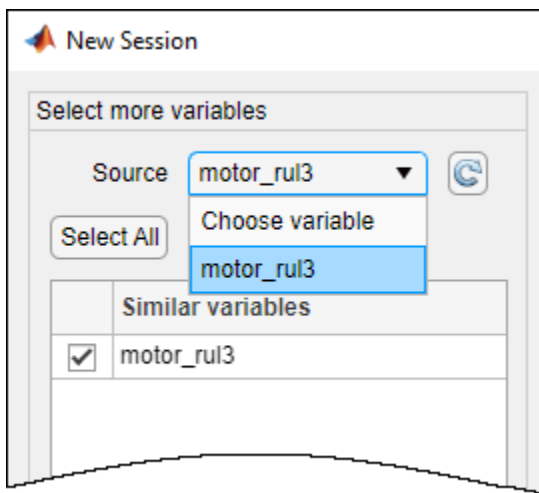 New Session
Select more variables
Source motor_rul3
Choose variable
Select All
motor_rul3
Similar variables
motor_rul3